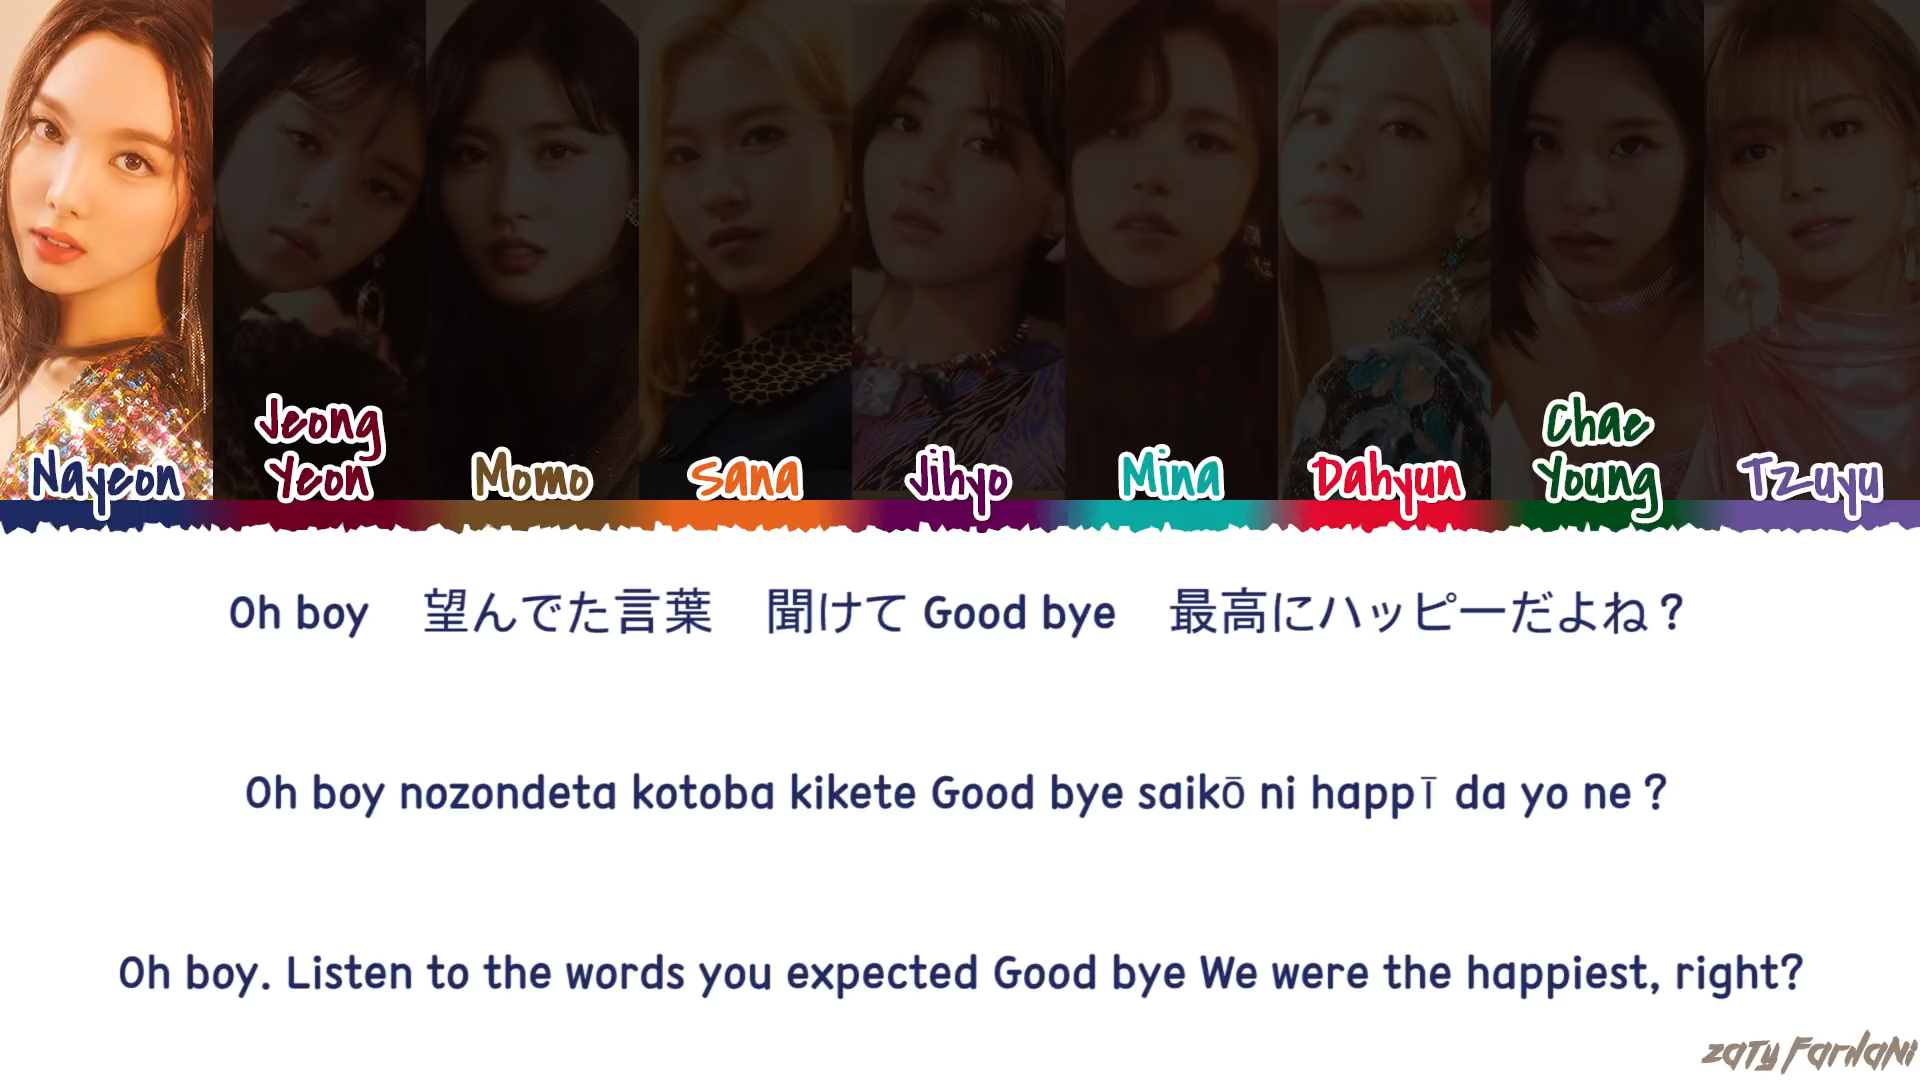 Nayeon
Jeong
Yeon
Momo
Sana
Jihyo
Mina
Dahyun
Chae
Young
Tzuyu
Oh boy　望んでた言葉　聞けて Good bye　最高にハッピーだよね？
Oh boy nozondeta kotoba kikete Good bye saikō ni happī da yo ne ?
Oh boy. Listen to the words you expected Good bye We were the happiest, right?
Zaty Farhani